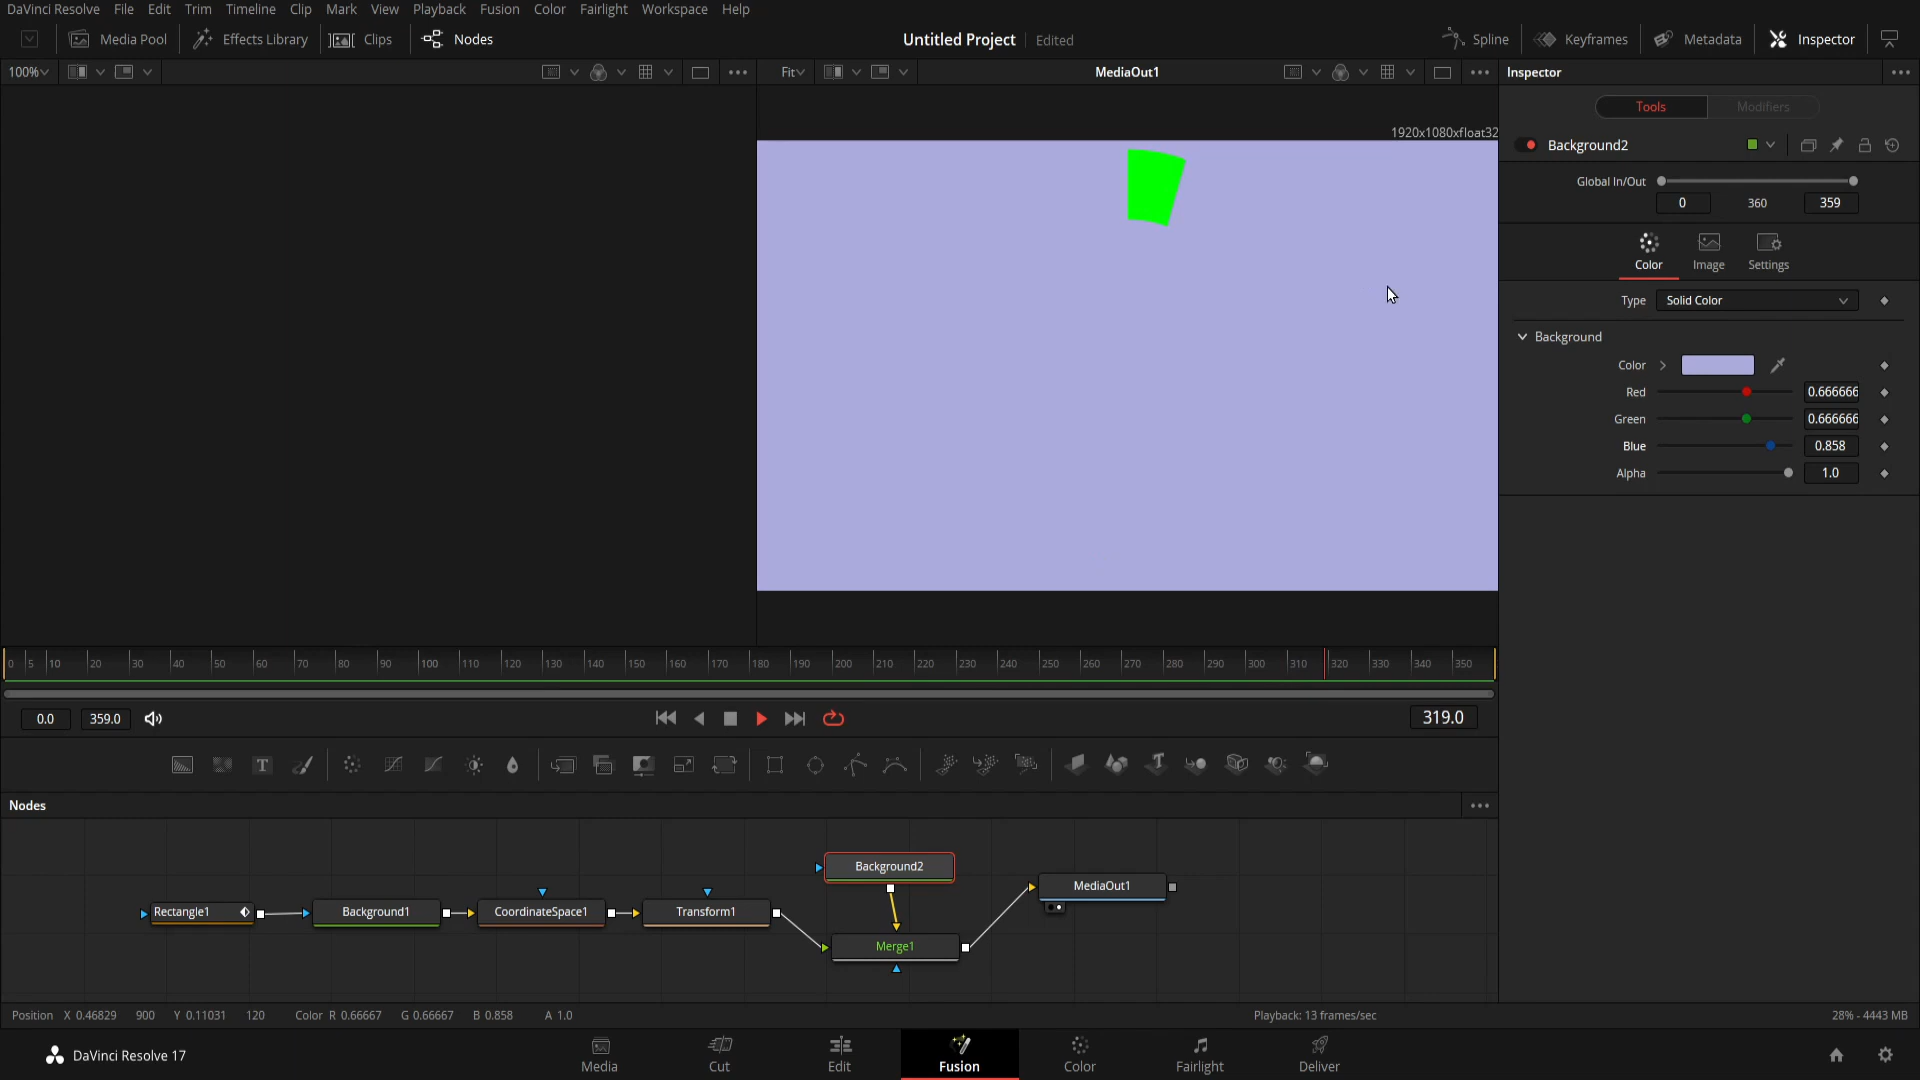 DaVinci Resolve File Edit Trim Timeline Clip Mark View Playback Fusion Color Fairlight Workspace Help
Media Pool Effects Library Clips Nodes Untitled Project Edited Spline Keyframes Metadata Inspector
100% Fit MediaOut1 Inspector
Tools Modifiers
1920x1080xfloat32
Background2
Global In/Out
0 360 359
Color Image Settings
Type Solid Color
Background
Color
Red 0.666666
Green 0.666666
Blue 0.858
Alpha 1.0
0 5 10 20 30 40 50 60 70 80 90 100 110 120 130 140 150 160 170 180 190 200 210 220 230 240 250 260 270 280 290 300 310 320 330 340 350
0.0 359.0 319.0
T
Nodes
Background2
MediaOut1
Rectangle1 Background1 CoordinateSpace1 Transform1
Merge1
Position X 0.46829 900 Y 0.11031 120 Color R 0.66667 G 0.66667 B 0.858 A 1.0 Playback: 13 frames/sec 28% - 4443 MB
DaVinci Resolve 17 Media Cut Edit Fusion Color Fairlight Deliver